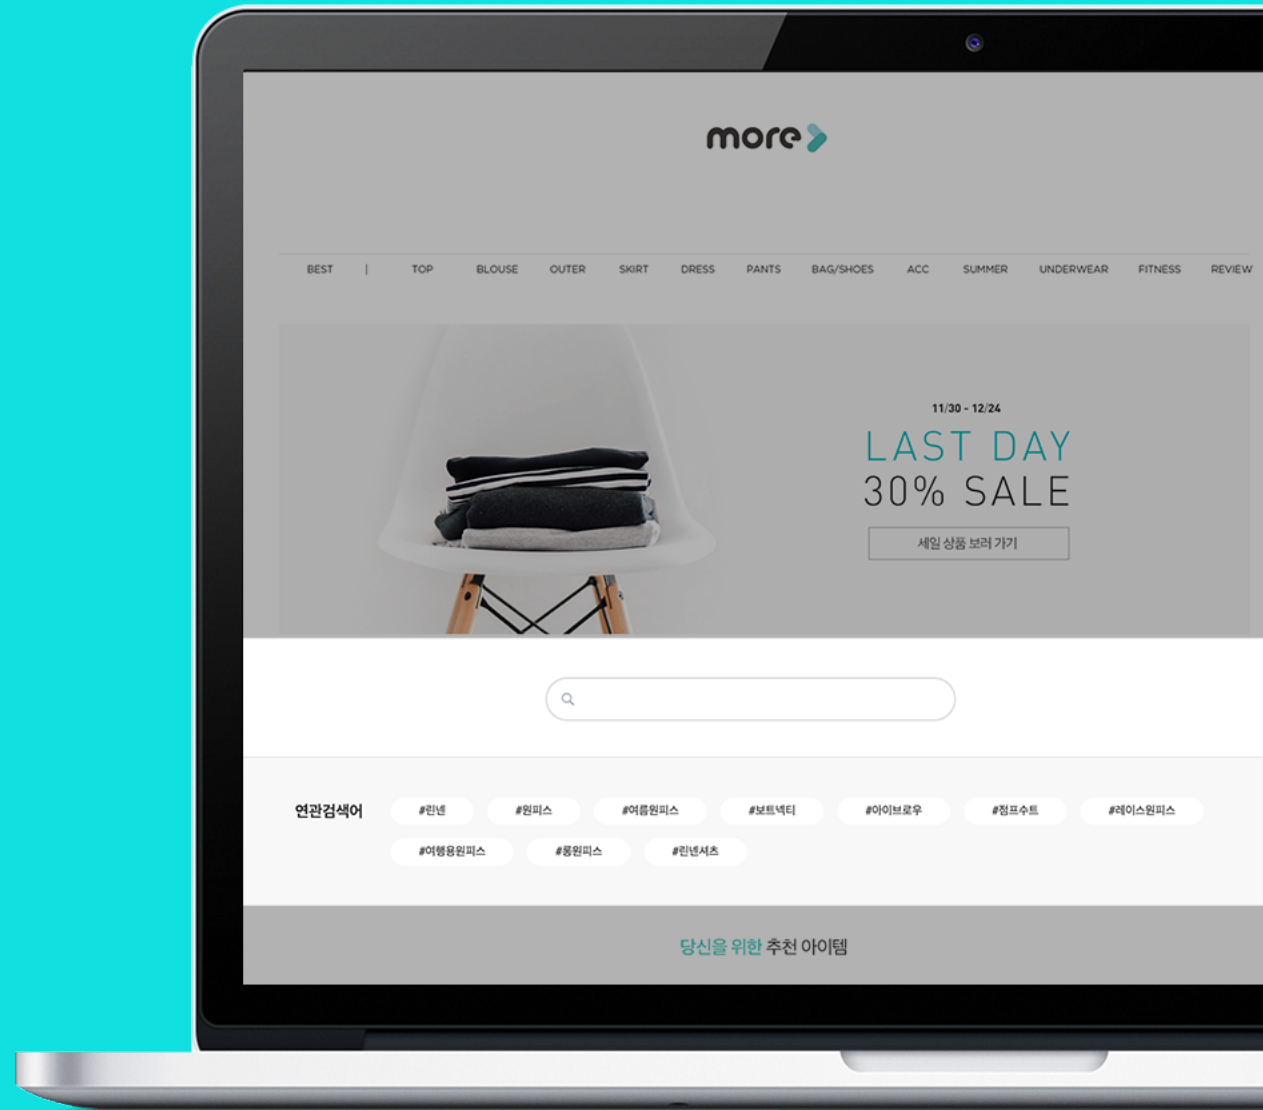 more
BEST | TOP BLOUSE OUTER SKIRT DRESS PANTS BAG/SHOES ACC SUMMER UNDERWEAR FITNESS REVIEW
11/30 - 12/24
LAST DAY
30% SALE
세일 상품 보러 가기
연관검색어 #린넨 #원피스 #여름원피스 #보트넥티 #아이브로우 #점프수트 #레이스원피스
#여행용원피스 #롱원피스 #린넨셔츠
당신을 위한 추천 아이템